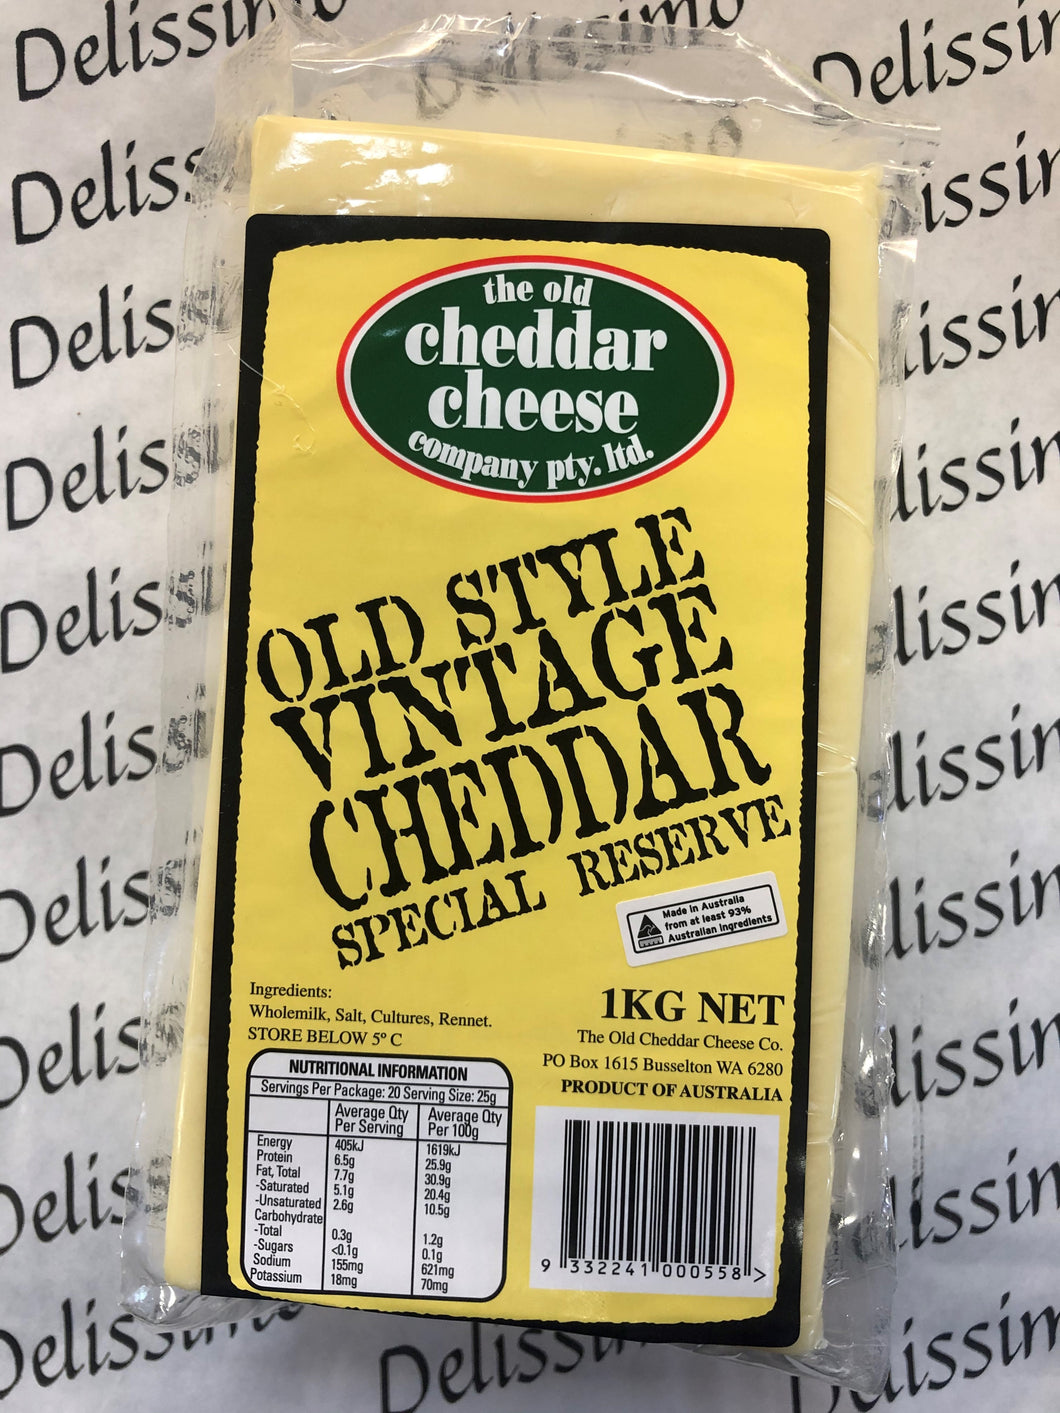 Delissimo
the old
cheddar
cheese
company pty. ltd.
OLD STYLE
VINTAGE
CHEDDAR
SPECIAL RESERVE
Made in Australia
from at least 93%
Australian ingredients
Ingredients:
Wholemilk, Salt, Cultures, Rennet.
STORE BELOW 5º C
1KG NET
The Old Cheddar Cheese Co.
PO Box 1615 Busselton WA 6280
PRODUCT OF AUSTRALIA
NUTRITIONAL INFORMATION
Servings Per Package: 20 Serving Size: 25g
Average Qty Per Serving Average Qty Per 100g
Energy 405kJ 1619kJ
Protein 6.5g 25.9g
Fat, Total 7.7g 30.9g
-Saturated 5.1g 20.4g
-Unsaturated 2.6g 10.5g
Carbohydrate
-Total 0.3g 1.2g
-Sugars <0.1g 0.1g
Sodium 155mg 621mg
Potassium 18mg 70mg
9 332241 000558 >